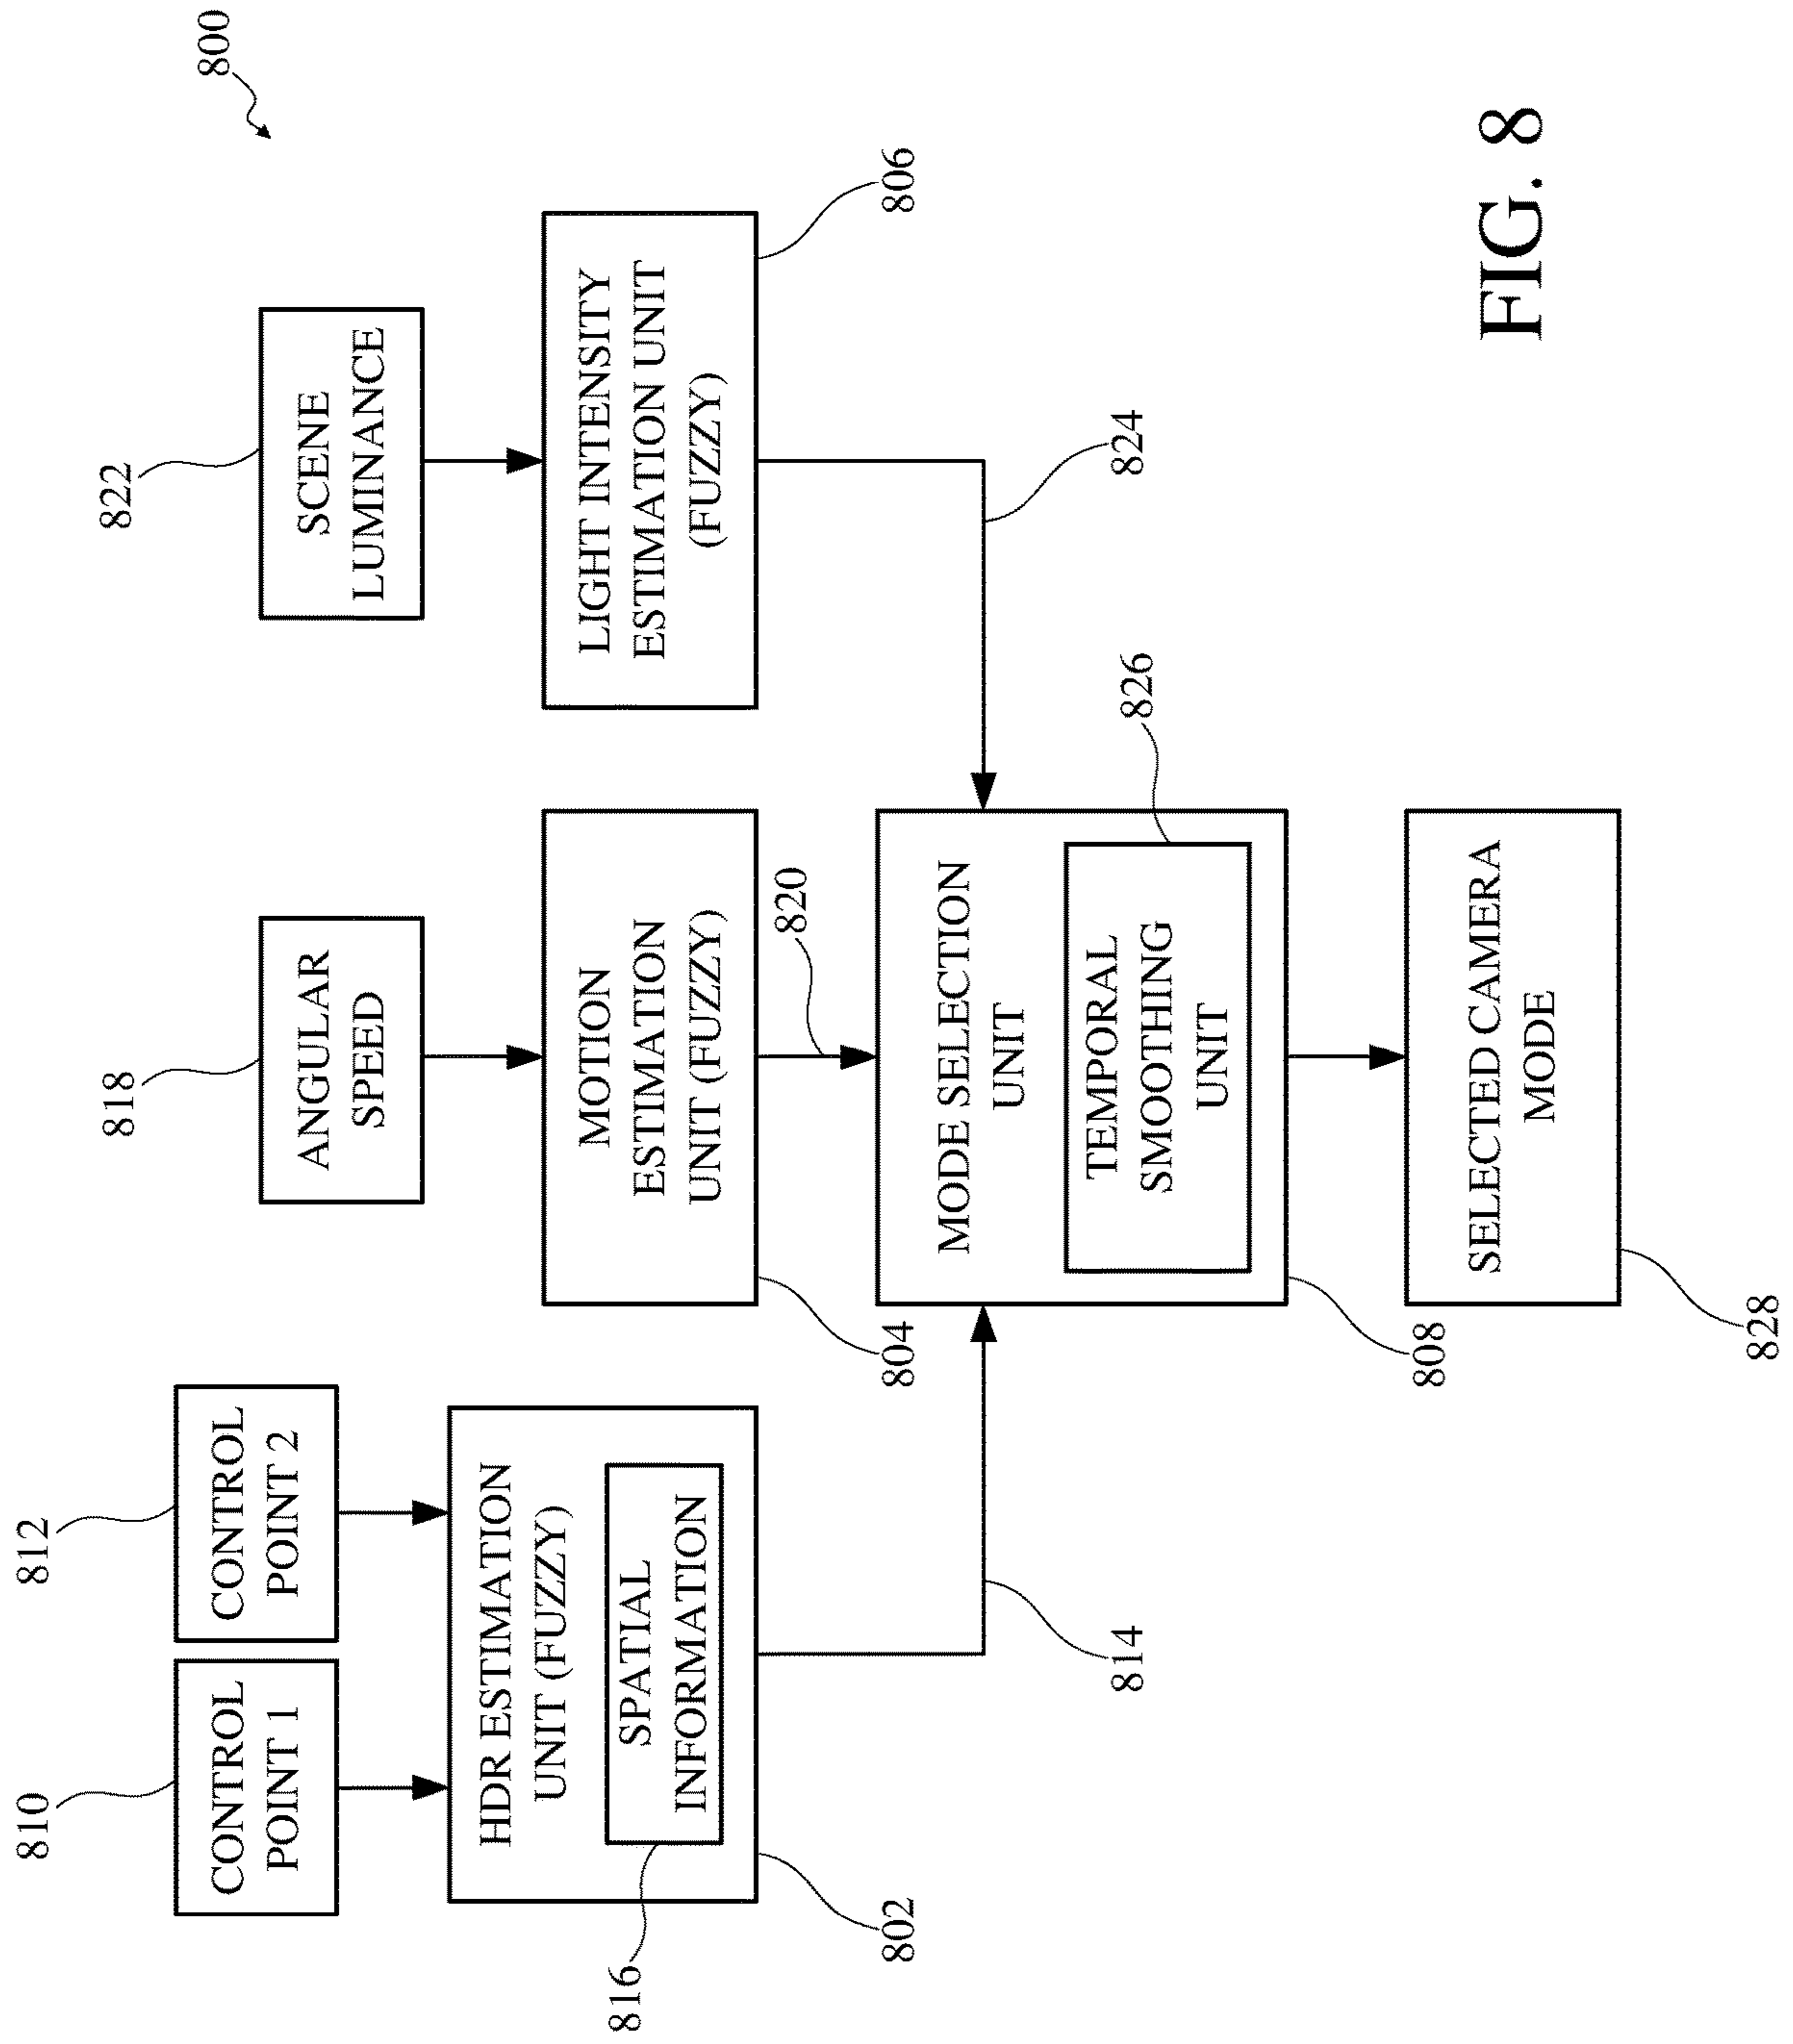 800
810
CONTROL
POINT 1
812
CONTROL
POINT 2
818
ANGULAR
SPEED
822
SCENE
LUMINANCE
816
HDR ESTIMATION
UNIT (FUZZY)
SPATIAL
INFORMATION
802
MOTION
ESTIMATION
UNIT (FUZZY)
804
LIGHT INTENSITY
ESTIMATION UNIT
(FUZZY)
806
814
820
824
MODE SELECTION
UNIT
TEMPORAL
SMOOTHING
UNIT
826
808
SELECTED CAMERA
MODE
828
FIG. 8